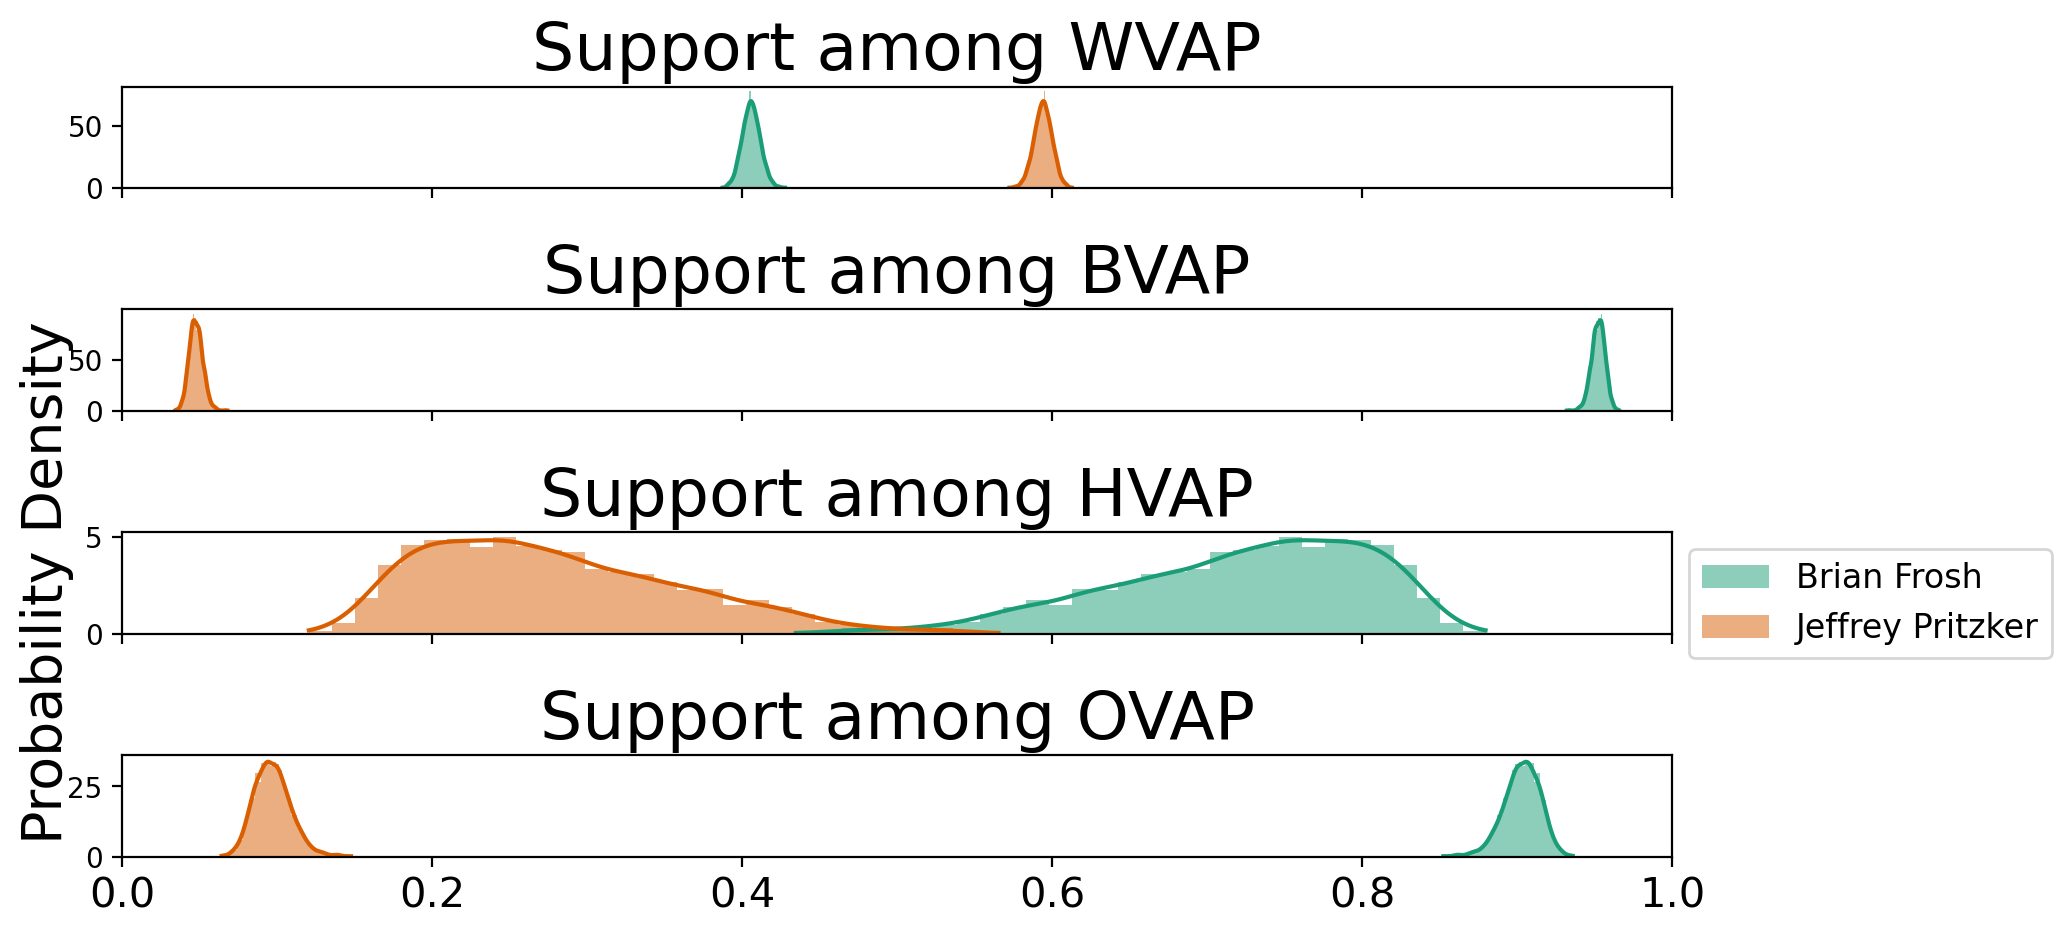 Support among WVAP
50
0
Support among BVAP
50
0
Support among HVAP
5
0
Support among OVAP
25
0
0.0 0.2 0.4 0.6 0.8 1.0
Probability Density
Brian Frosh
Jeffrey Pritzker